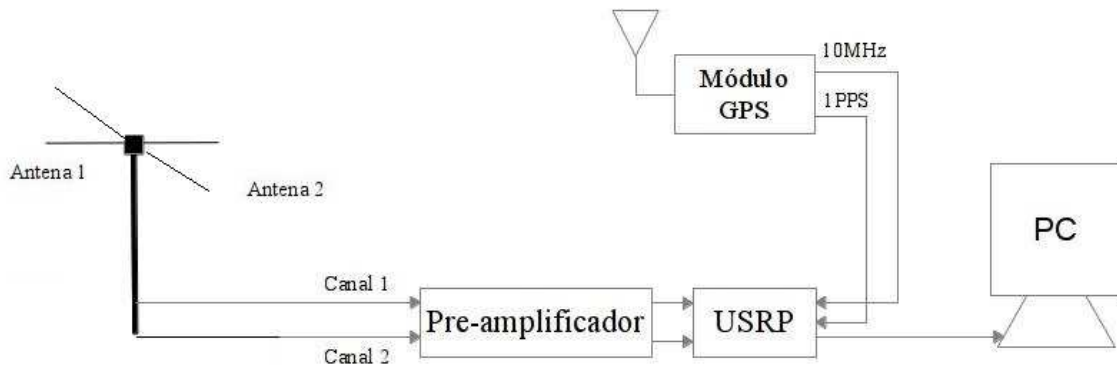 10MHz
Módulo
GPS
1PPS
Antena 1
Antena 2
PC
Canal 1
Pre-amplificador
USRP
Canal 2